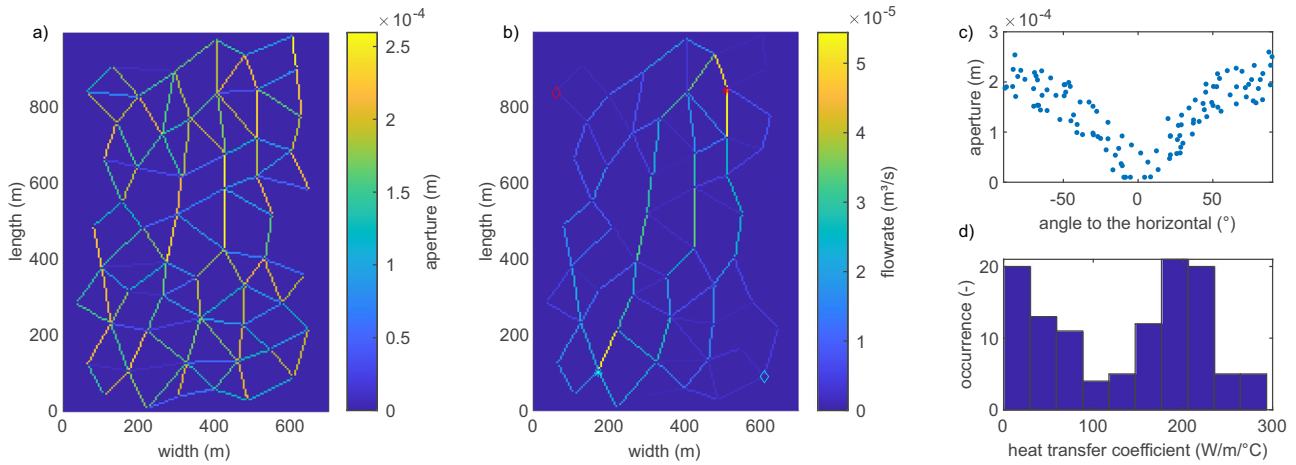 a)
× 10⁻⁴
2.5
2
1.5
1
0.5
0
aperture (m)
800
600
400
200
0
length (m)
0 200 400 600
width (m)
b)
× 10⁻⁵
5
4
3
2
1
0
flowrate (m³/s)
800
600
400
200
0
length (m)
0 200 400 600
width (m)
c)
× 10⁻⁴
3
2
1
0
aperture (m)
-50 0 50
angle to the horizontal (°)
d)
20
10
0
occurrence (-)
0 100 200 300
heat transfer coefficient (W/m/°C)